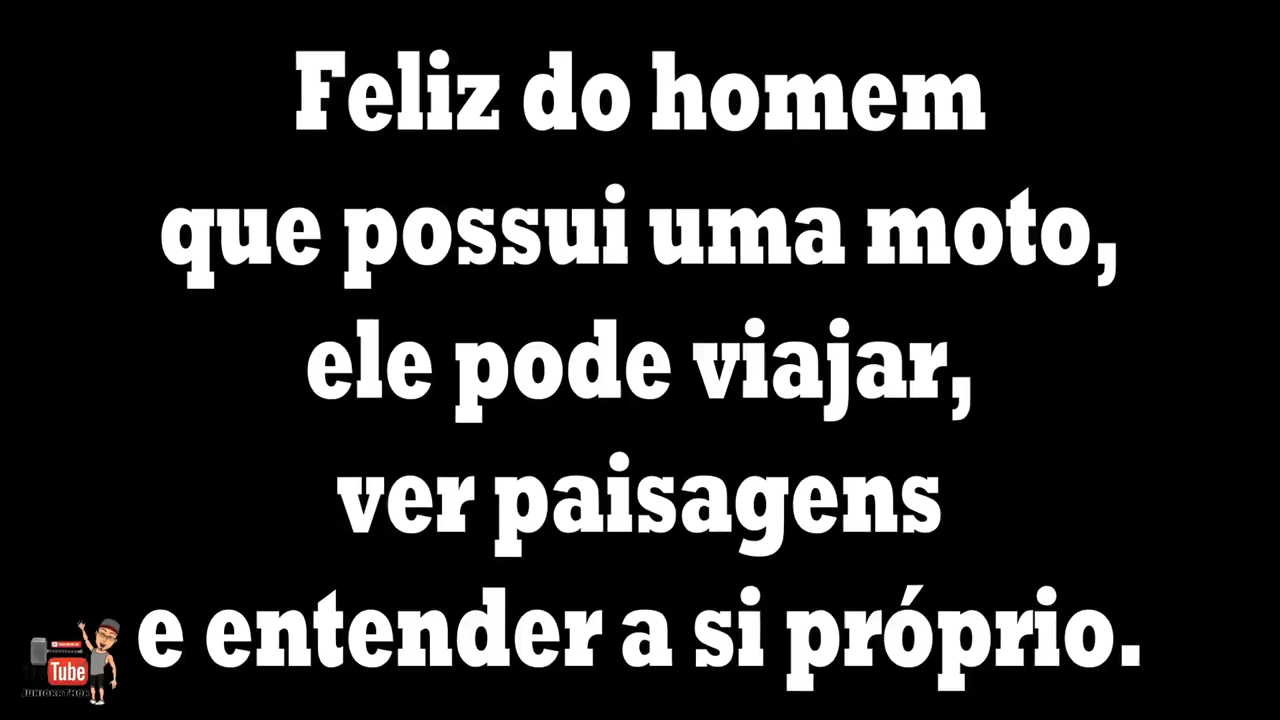 Feliz do homem
que possui uma moto,
ele pode viajar,
ver paisagens
e entender a si próprio.
Tube